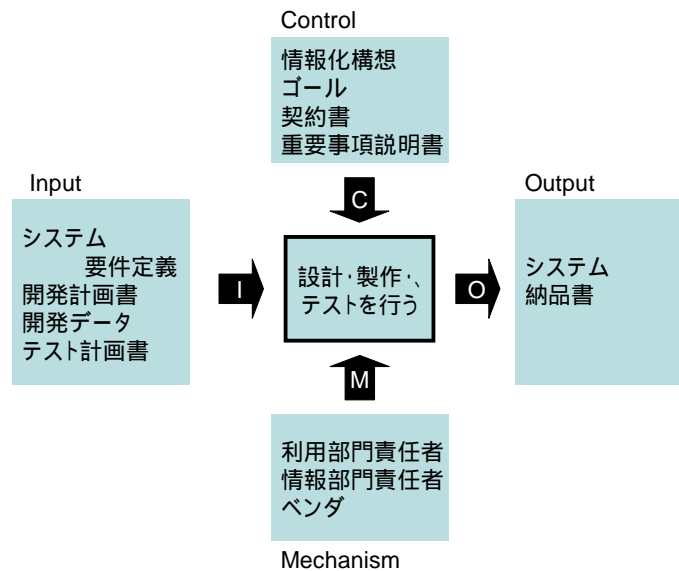 Control
情報化構想
ゴール
契約書
重要事項説明書
C
Input
システム
要件定義
開発計画書
開発データ
テスト計画書
I
設計・製作・、
テストを行う
O
Output
システム
納品書
M
利用部門責任者
情報部門責任者
ベンダ
Mechanism